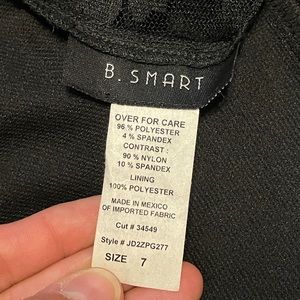 B. SMART
OVER FOR CARE
96 % POLYESTER
4 % SPANDEX
CONTRAST :
90 % NYLON
10 % SPANDEX
LINING
100% POLYESTER
MADE IN MEXICO
OF IMPORTED FABRIC
Cut # 34549
Style # JD2ZPG277
SIZE 7